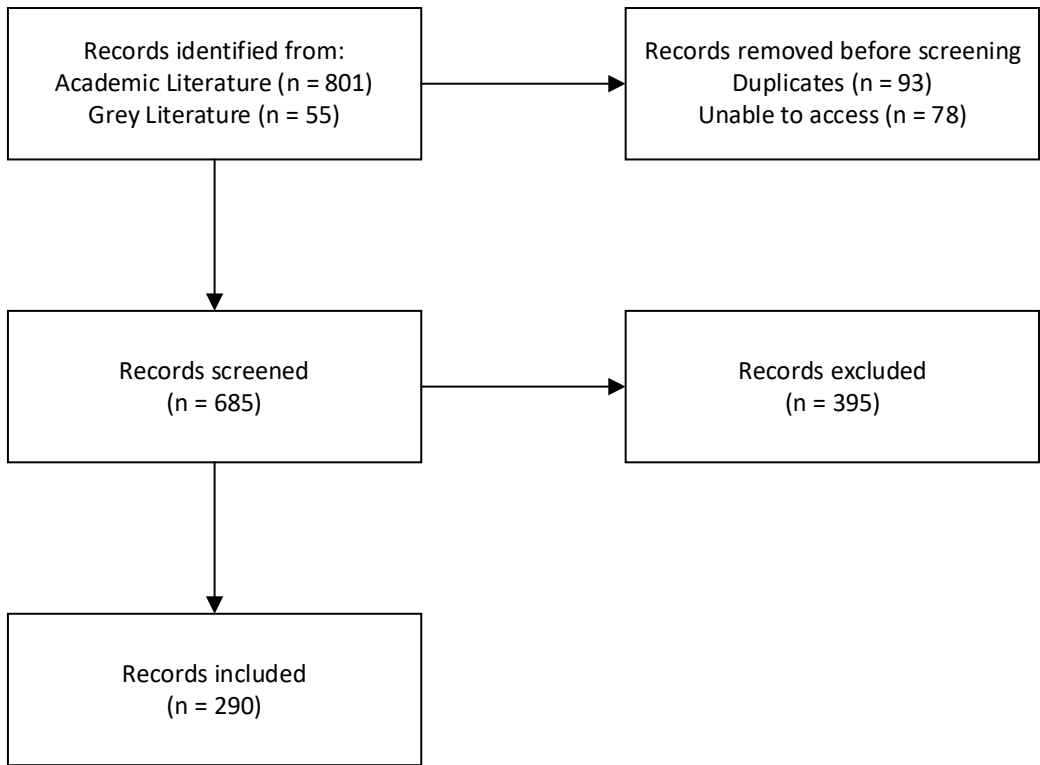 Records identified from:
Academic Literature (n = 801)
Grey Literature (n = 55)
Records removed before screening
Duplicates (n = 93)
Unable to access (n = 78)
Records screened
(n = 685)
Records excluded
(n = 395)
Records included
(n = 290)